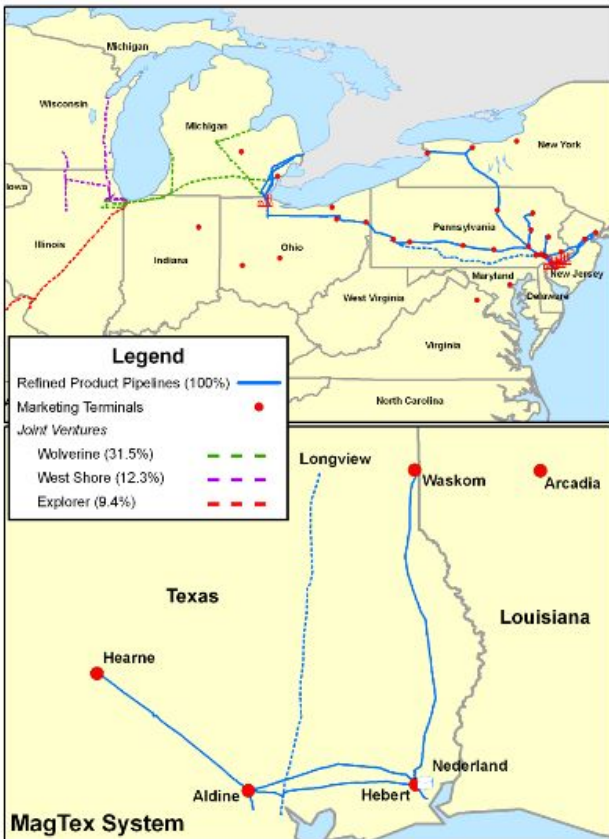 Michigan
Wisconsin
Michigan
New York
Iowa
Pennsylvania
Illinois
Indiana
Ohio
New Jersey
Maryland
Delaware
West Virginia
Virginia
North Carolina
Legend
Refined Product Pipelines (100%)
Marketing Terminals
Joint Ventures
Wolverine (31.5%)
West Shore (12.3%)
Explorer (9.4%)
Longview
Waskom
Arcadia
Texas
Louisiana
Hearne
Nederland
Aldine
Hebert
MagTex System